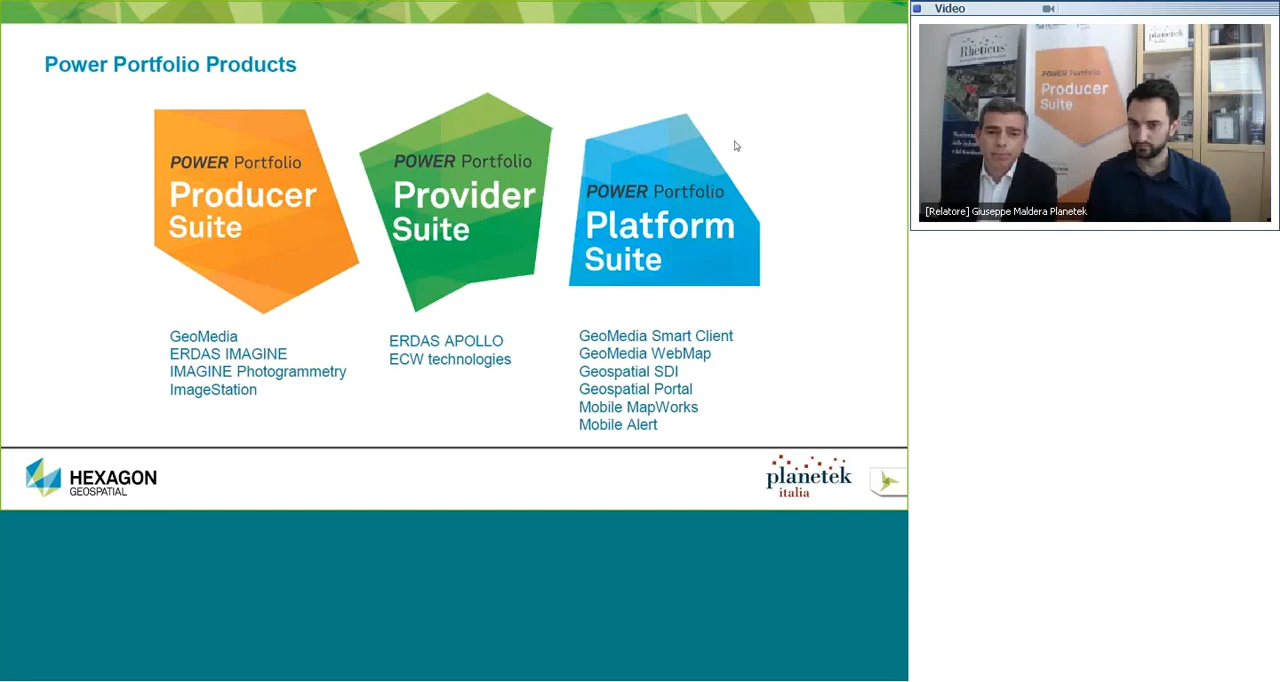 Power Portfolio Products
POWER Portfolio
Producer
Suite
POWER Portfolio
Provider
Suite
POWER Portfolio
Platform
Suite
GeoMedia
ERDAS IMAGINE
IMAGINE Photogrammetry
ImageStation
ERDAS APOLLO
ECW technologies
GeoMedia Smart Client
GeoMedia WebMap
Geospatial SDI
Geospatial Portal
Mobile MapWorks
Mobile Alert
HEXAGON
GEOSPATIAL
planetek
italia
Video
Rheticus
POWER Portfolio
Producer
Suite
planetek
italia
[Relatore] Giuseppe Maldera Planetek